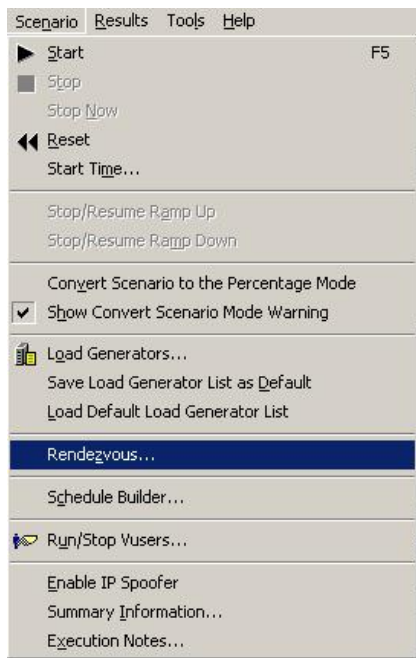 Scenario Results Tools Help
Start F5
Stop
Stop Now
Reset
Start Time...
Stop/Resume Ramp Up
Stop/Resume Ramp Down
Convert Scenario to the Percentage Mode
Show Convert Scenario Mode Warning
Load Generators...
Save Load Generator List as Default
Load Default Load Generator List
Rendezvous...
Schedule Builder...
Run/Stop Vusers...
Enable IP Spoofer
Summary Information...
Execution Notes...